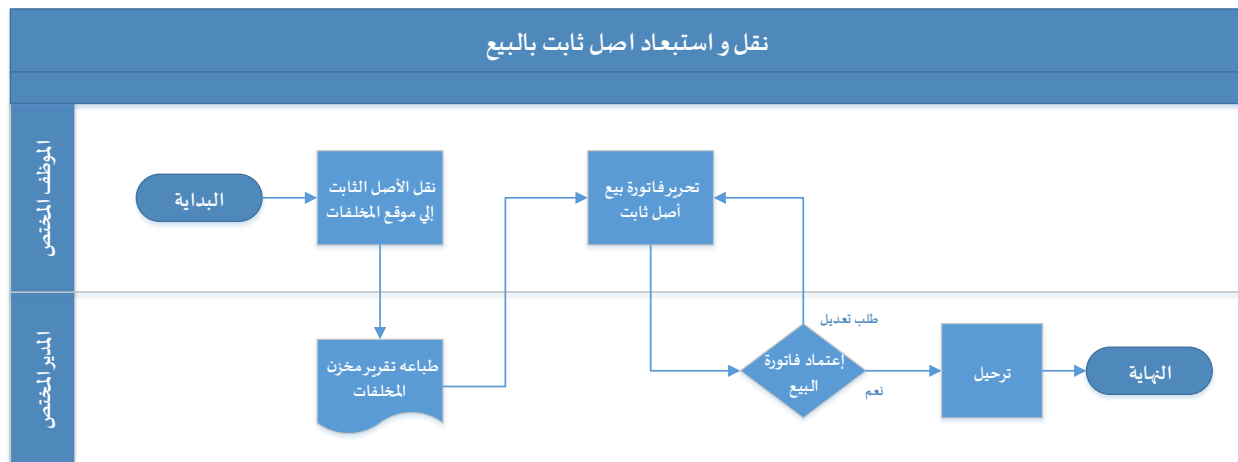 نقل و استبعاد اصل ثابت بالبيع
الموظف المختص
البداية
نقل الأصل الثابت
إلي موقع المخلفات
تحرير فاتورة بيع
أصل ثابت
المدير المختص
طباعه تقرير مخزن
المخلفات
طلب تعديل
إعتماد فاتورة
البيع
نعم
ترحيل
النهاية